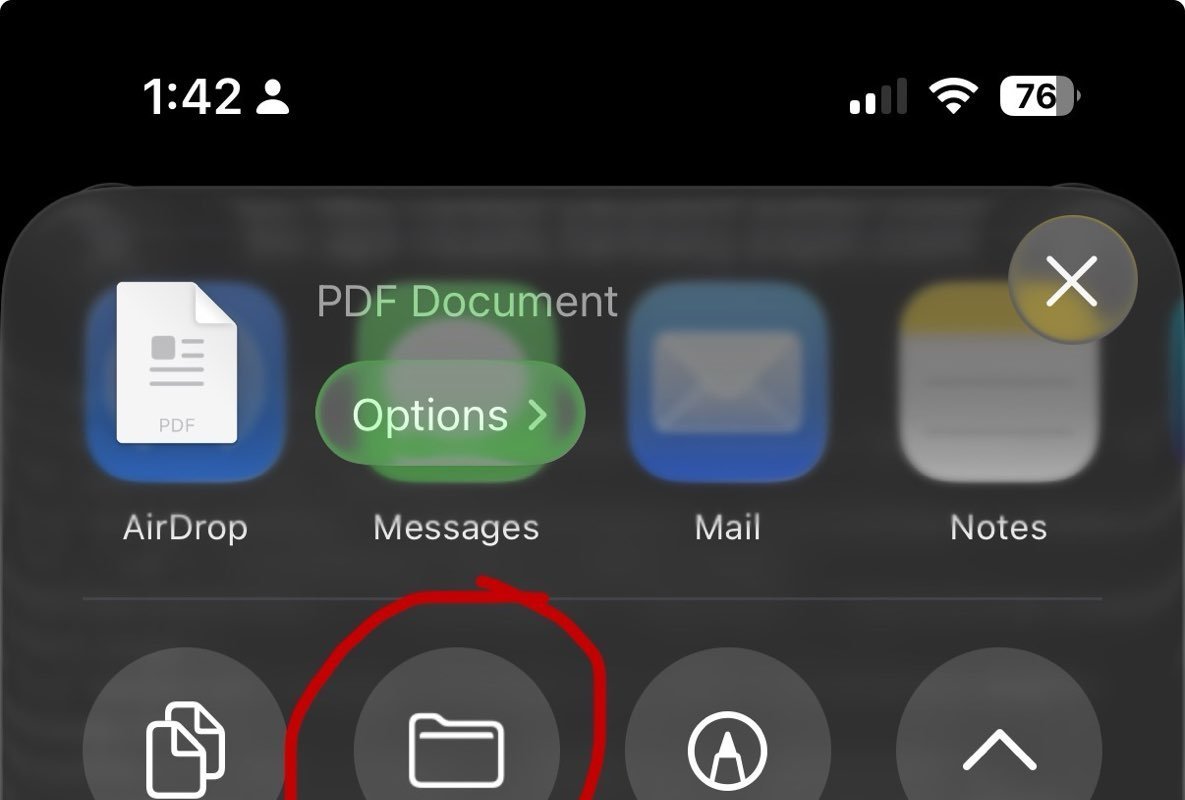 1:42
76
PDF Document
PDF
Options
AirDrop
Messages
Mail
Notes